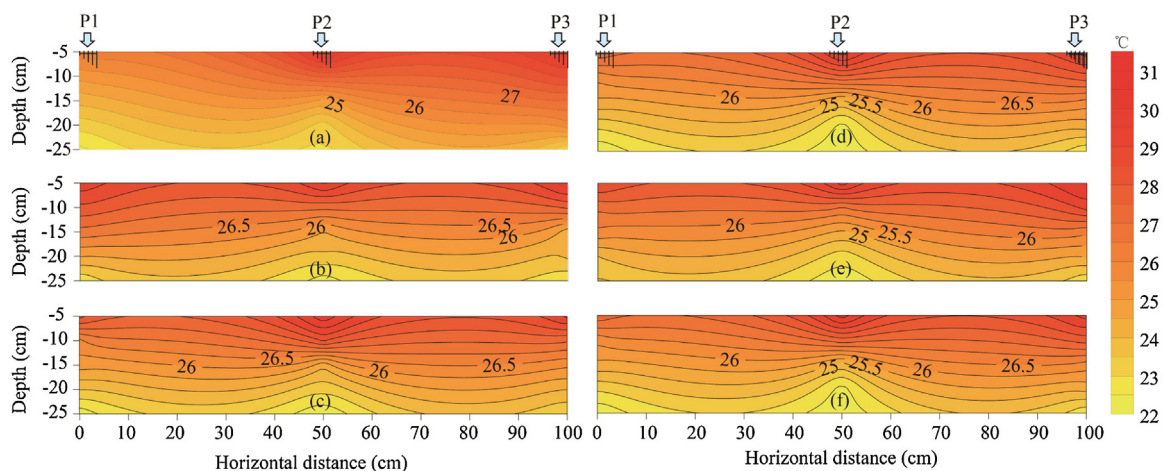 P1 P2 P3
-5
-10
-15
-20
-25
Depth (cm)
25 26 27
(a)
P1 P2 P3
26 25 25.5 26 26.5
(d)
-5
-10
-15
-20
-25
Depth (cm)
26.5 26 26.5 26
(b)
26 25 25.5 26
(e)
-5
-10
-15
-20
-25
Depth (cm)
26 26.5 26 26.5
(c)
0 10 20 30 40 50 60 70 80 90 100
Horizontal distance (cm)
26 25 25.5 26 26.5
(f)
0 10 20 30 40 50 60 70 80 90 100
Horizontal distance (cm)
℃
31
30
29
28
27
26
25
24
23
22